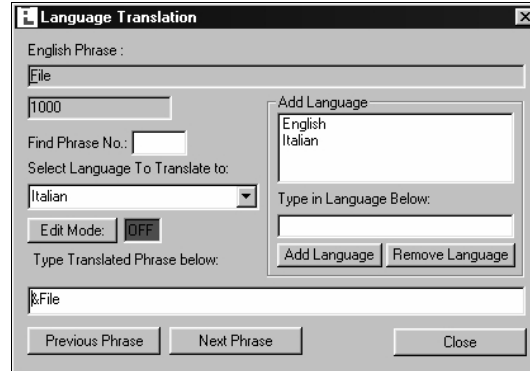 Language Translation
English Phrase :
File
1000
Find Phrase No.:
Select Language To Translate to:
Italian
Edit Mode: OFF
Type Translated Phrase below:
Add Language
English
Italian
Type in Language Below:
Add Language Remove Language
&File
Previous Phrase Next Phrase Close